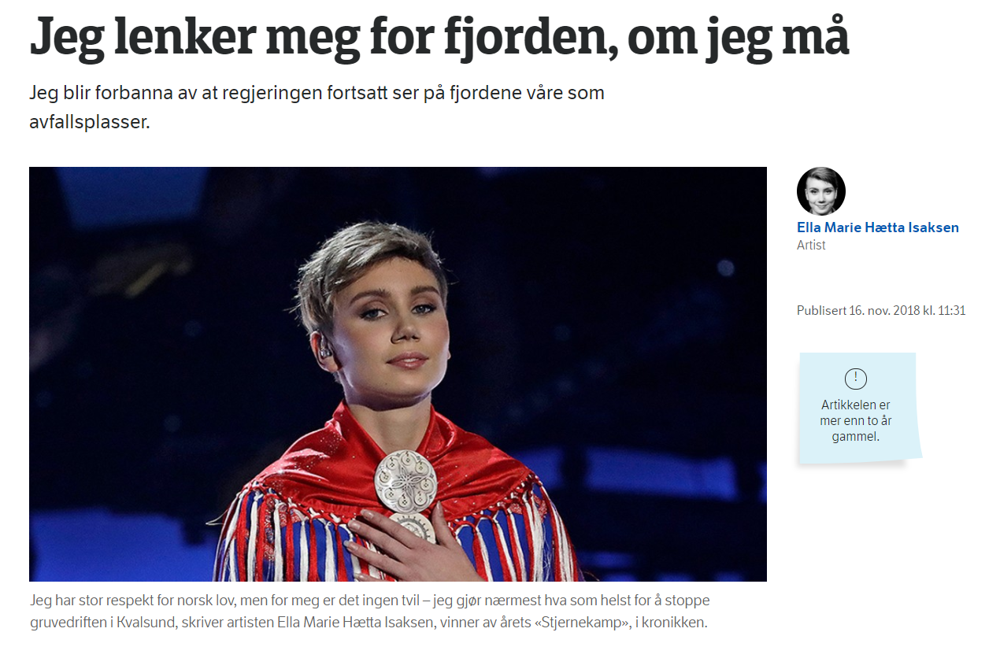 Jeg lenker meg for fjorden, om jeg må
Jeg blir forbanna av at regjeringen fortsatt ser på fjordene våre som
avfallsplasser.
Ella Marie Hætta Isaksen
Artist
Publisert 16. nov. 2018 kl. 11:31
!
Artikkelen er
mer enn to år
gammel.
Jeg har stor respekt for norsk lov, men for meg er det ingen tvil – jeg gjør nærmest hva som helst for å stoppe
gruvedriften i Kvalsund, skriver artisten Ella Marie Hætta Isaksen, vinner av årets «Stjernekamp», i kronikken.